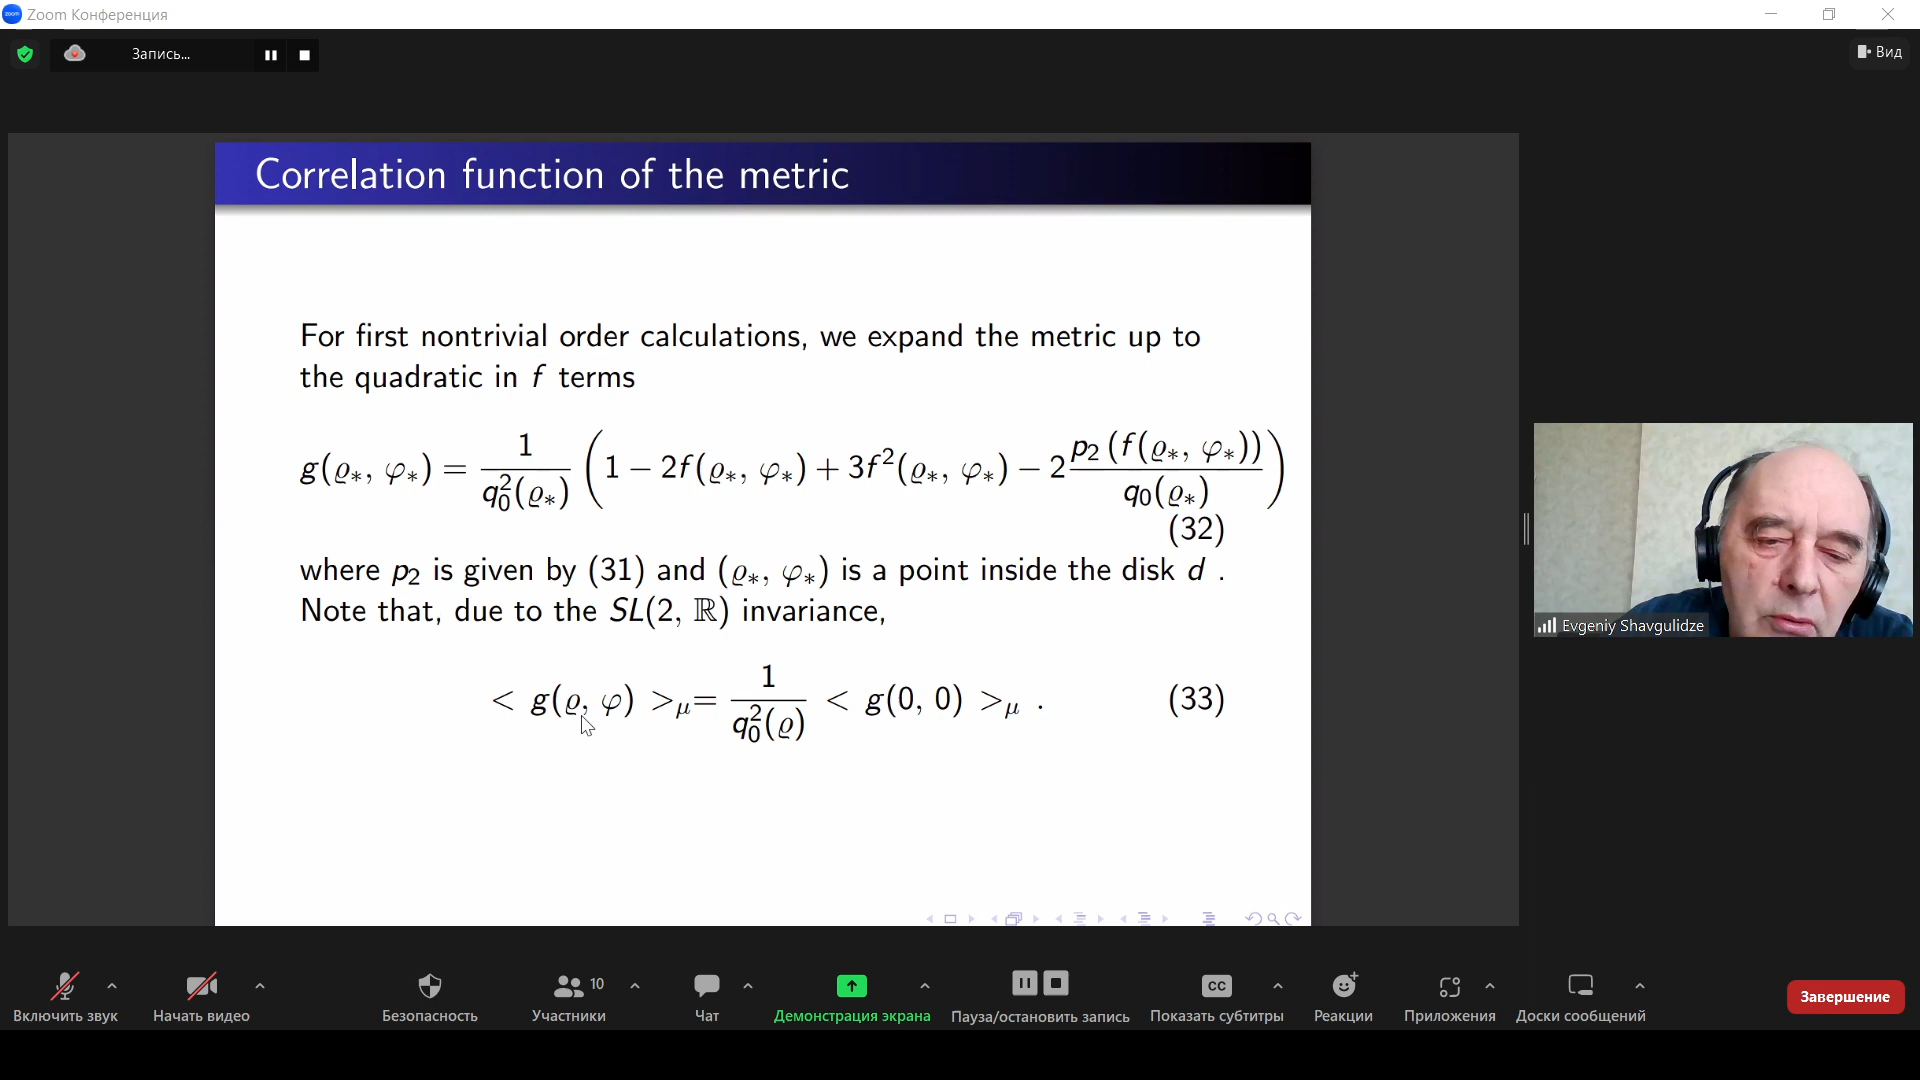 Zoom Конференция
Запись...
Вид
Correlation function of the metric
For first nontrivial order calculations, we expand the metric up to
the quadratic in f terms
g(ϱ∗, φ∗) = 1/q₀²(ϱ∗) (1 − 2f(ϱ∗, φ∗) + 3f²(ϱ∗, φ∗) − 2 p₂ (f(ϱ∗, φ∗))/q₀(ϱ∗))
(32)
where p₂ is given by (31) and (ϱ∗, φ∗) is a point inside the disk d .
Note that, due to the SL(2, ℝ) invariance,
< g(ϱ, φ) >μ= 1/q₀²(ϱ) < g(0, 0) >μ . (33)
Evgeniy Shavgulidze
10
CC
Включить звук Начать видео Безопасность Участники Чат Демонстрация экрана Пауза/остановить запись Показать субтитры Реакции Приложения Доски сообщений Завершение